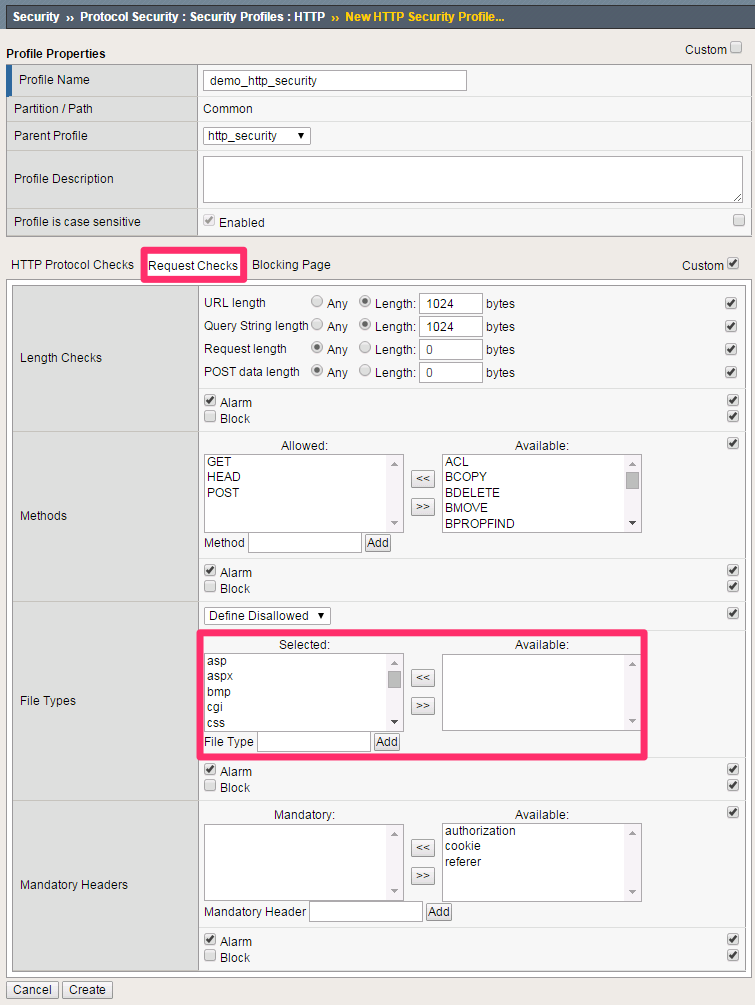 Security ›› Protocol Security : Security Profiles : HTTP ›› New HTTP Security Profile...
Profile Properties Custom
Profile Name demo_http_security
Partition / Path Common
Parent Profile http_security
Profile Description
Profile is case sensitive Enabled
HTTP Protocol Checks Request Checks Blocking Page Custom
Length Checks
URL length Any Length: 1024 bytes
Query String length Any Length: 1024 bytes
Request length Any Length: 0 bytes
POST data length Any Length: 0 bytes
Alarm
Block
Methods
Allowed: Available:
GET ACL
HEAD << BCOPY
POST BDELETE
>> BMOVE
BPROPFIND
Method Add
Alarm
Block
File Types
Define Disallowed
Selected: Available:
asp
aspx <<
bmp
cgi >>
css
File Type Add
Alarm
Block
Mandatory Headers
Mandatory: Available:
authorization
<< cookie
referer
>>
Mandatory Header Add
Alarm
Block
Cancel Create